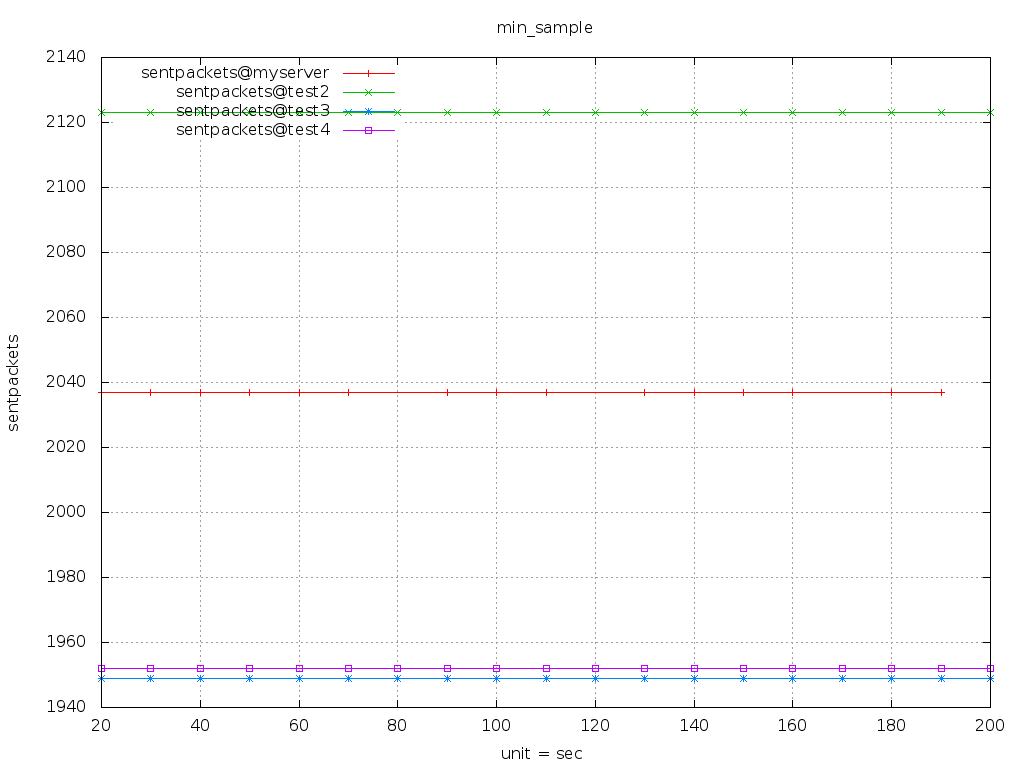 min_sample
sentpackets@myserver
sentpackets@test2
sentpackets@test3
sentpackets@test4
2140
2120
2100
2080
2060
2040
2020
2000
1980
1960
1940
sentpackets
20 40 60 80 100 120 140 160 180 200
unit = sec